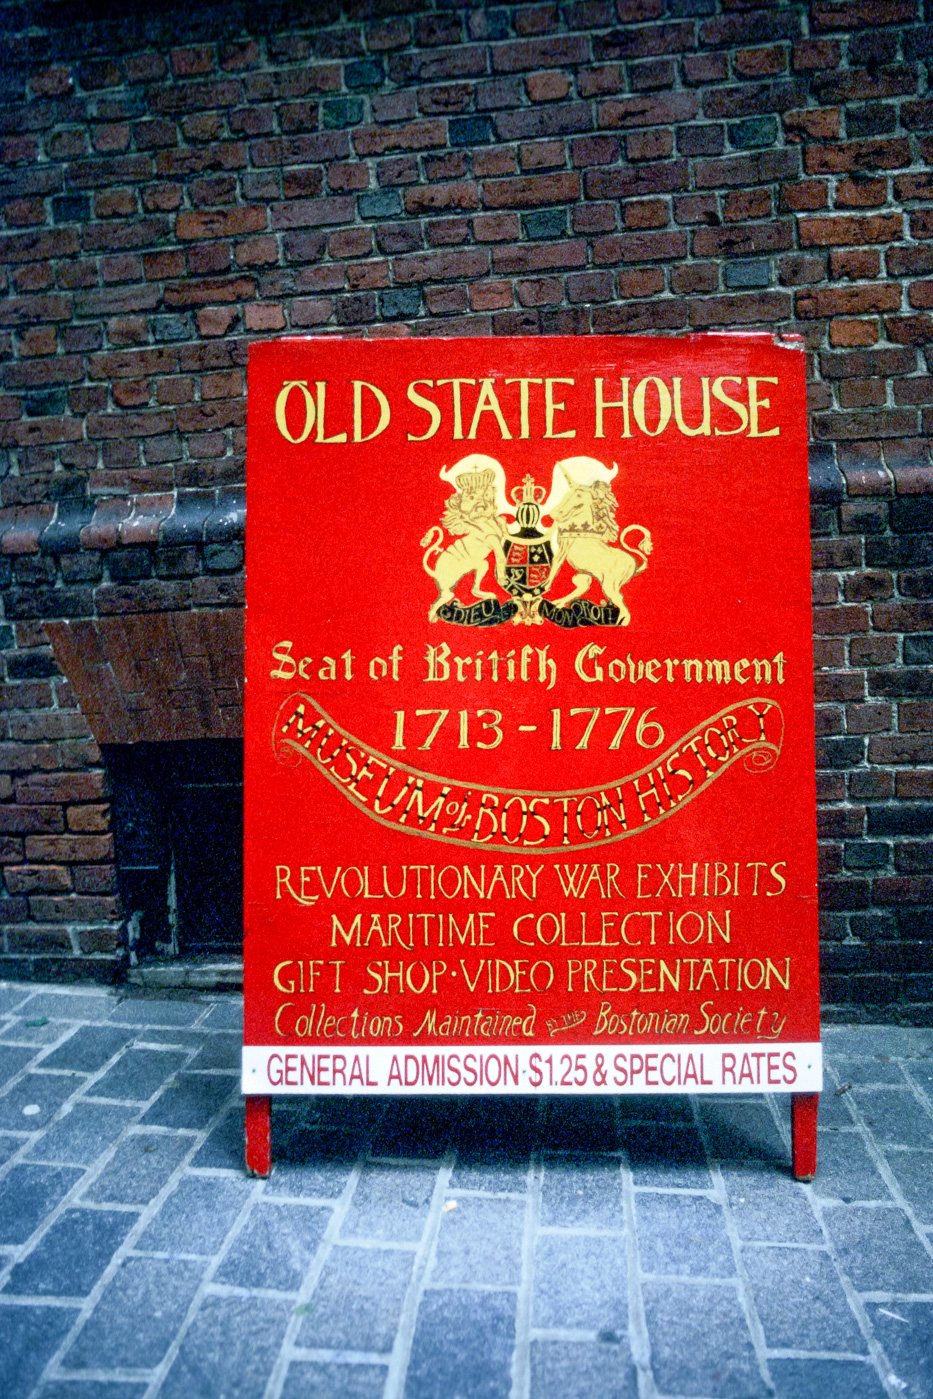 OLD STATE HOUSE
DIEU ET MON DROIT
Seat of Britiſh Government
1713-1776
MUSEUM of BOSTON HISTORY
REVOLUTIONARY WAR EXHIBITS
MARITIME COLLECTION
GIFT SHOP·VIDEO PRESENTATION
Collections Maintained BY THE Bostonian Society
GENERAL ADMISSION $1.25 & SPECIAL RATES